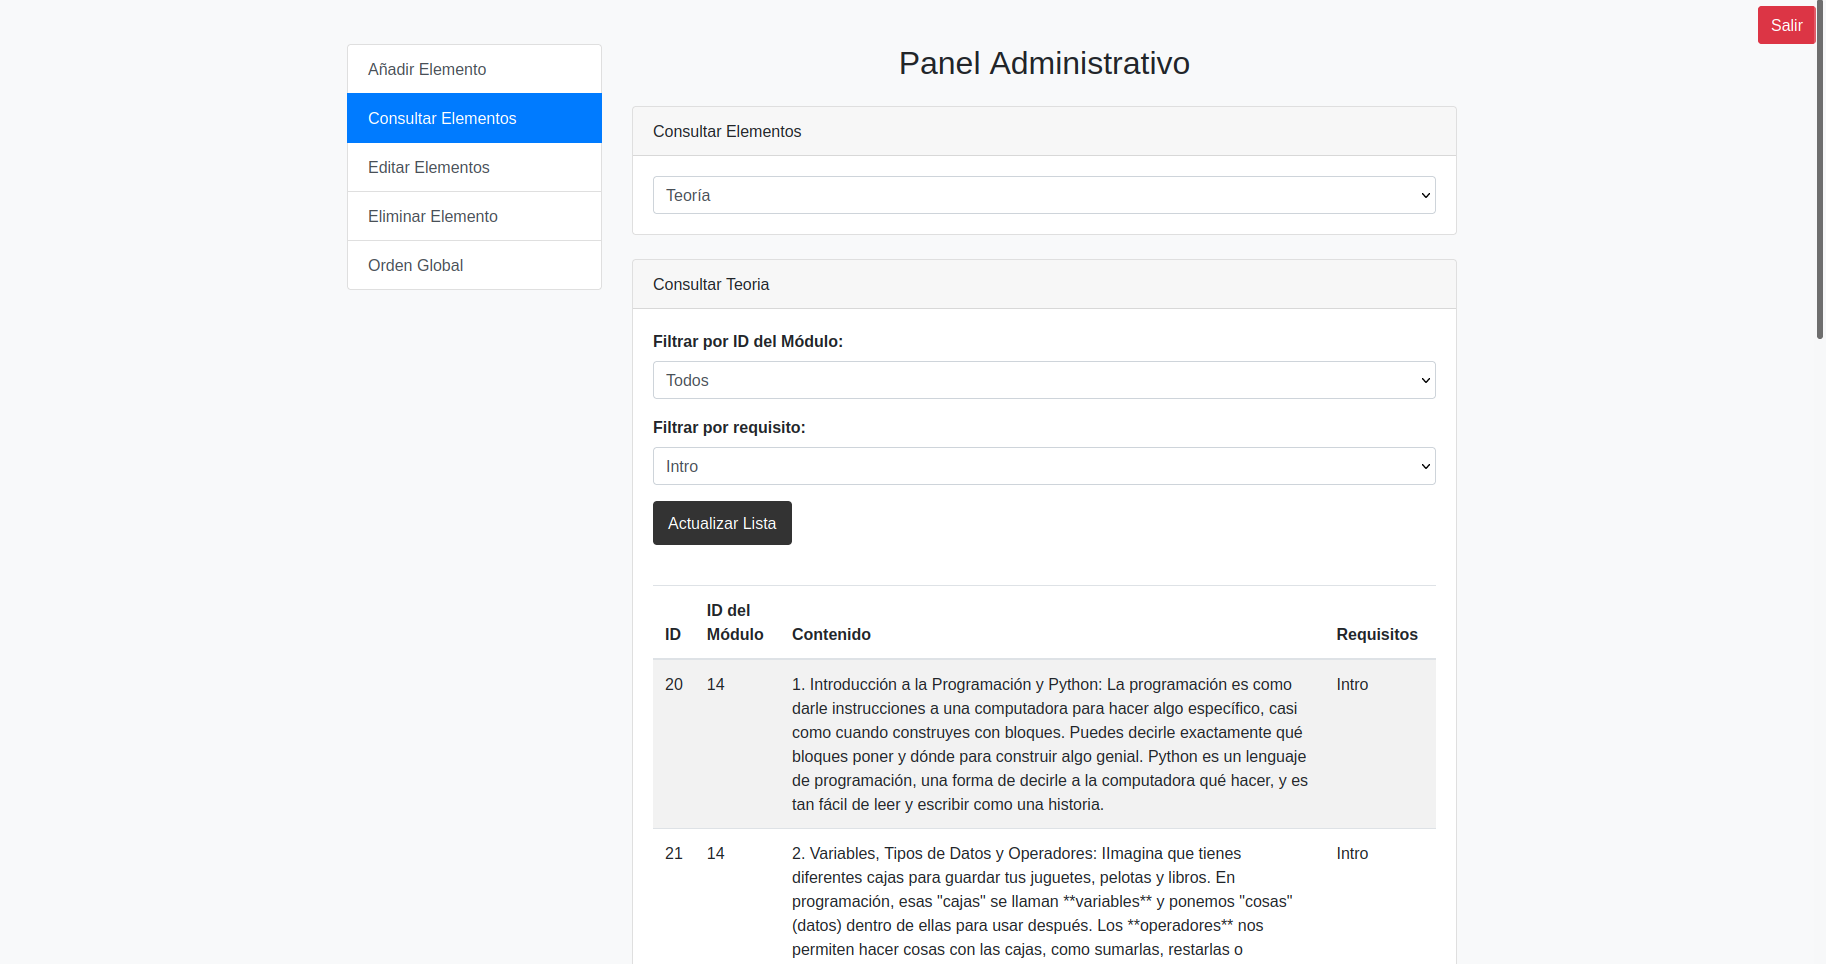 Salir
Añadir Elemento
Consultar Elementos
Editar Elementos
Eliminar Elemento
Orden Global
Panel Administrativo
Consultar Elementos
Teoría
Consultar Teoria
Filtrar por ID del Módulo:
Todos
Filtrar por requisito:
Intro
Actualizar Lista
ID del
ID Módulo Contenido Requisitos
20 14 1. Introducción a la Programación y Python: La programación es como Intro
darle instrucciones a una computadora para hacer algo específico, casi
como cuando construyes con bloques. Puedes decirle exactamente qué
bloques poner y dónde para construir algo genial. Python es un lenguaje
de programación, una forma de decirle a la computadora qué hacer, y es
tan fácil de leer y escribir como una historia.
21 14 2. Variables, Tipos de Datos y Operadores: IImagina que tienes Intro
diferentes cajas para guardar tus juguetes, pelotas y libros. En
programación, esas "cajas" se llaman **variables** y ponemos "cosas"
(datos) dentro de ellas para usar después. Los **operadores** nos
permiten hacer cosas con las cajas, como sumarlas, restarlas o